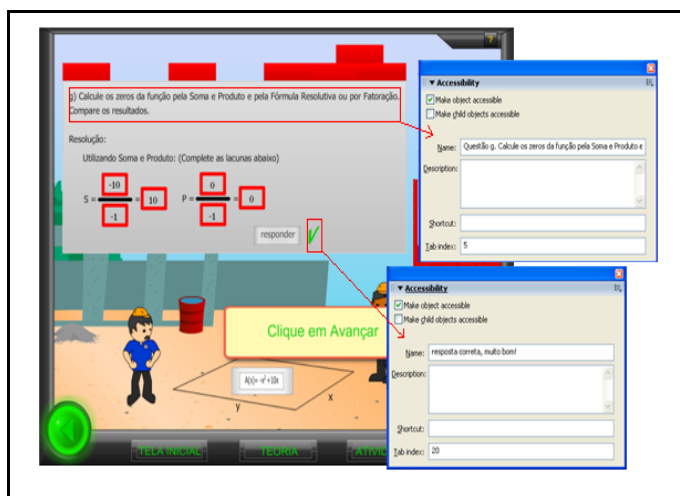 ?
g) Calcule os zeros da função pela Soma e Produto e pela Fórmula Resolutiva ou por Fatoração.
Compare os resultados.
Resolução:
Utilizando Soma e Produto: (Complete as lacunas abaixo)
S = -10 / -1 = 10 P = 0 / -1 = 0
responder
Clique em Avançar
A(x)= -x²+10x
y x
TELA INICIAL TEORIA ATIVID
Accessibility
Make object accessible
Make child objects accessible
Name: Questão g. Calcule os zeros da função pela Soma e Produto e
Description:
Shortcut:
Tab index: 5
Accessibility
Make object accessible
Make child objects accessible
Name: resposta correta, muito bom!
Description:
Shortcut:
Tab index: 20